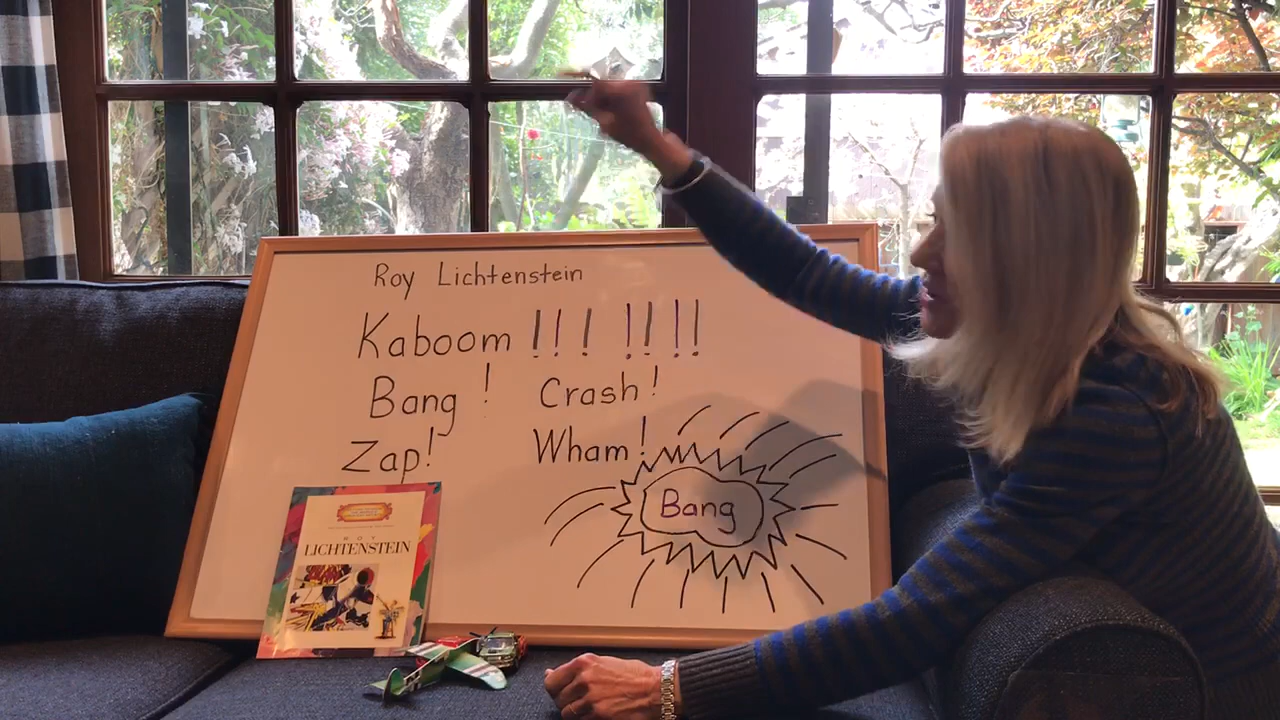 Roy Lichtenstein
Kaboom !!! !! !!
Bang ! Crash!
Zap! Wham!
Bang
ROY
LICHTENSTEIN